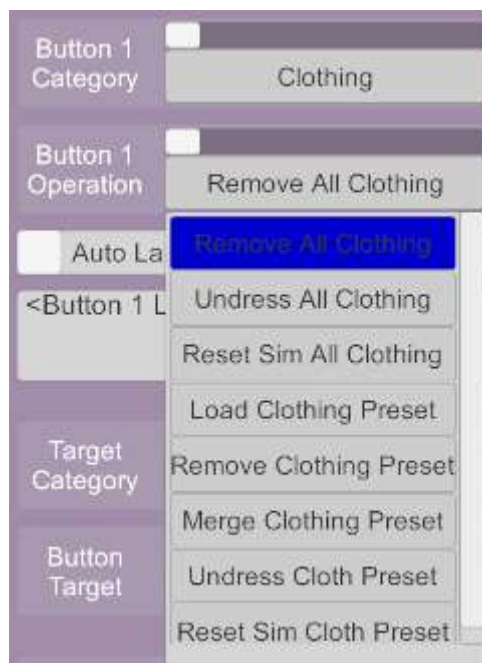 Button 1
Category
Clothing
Button 1
Operation
Remove All Clothing
Auto La
Remove All Clothing
<Button 1 L
Undress All Clothing
Reset Sim All Clothing
Load Clothing Preset
Target
Category
Remove Clothing Preset
Merge Clothing Preset
Button
Target
Undress Cloth Preset
Reset Sim Cloth Preset